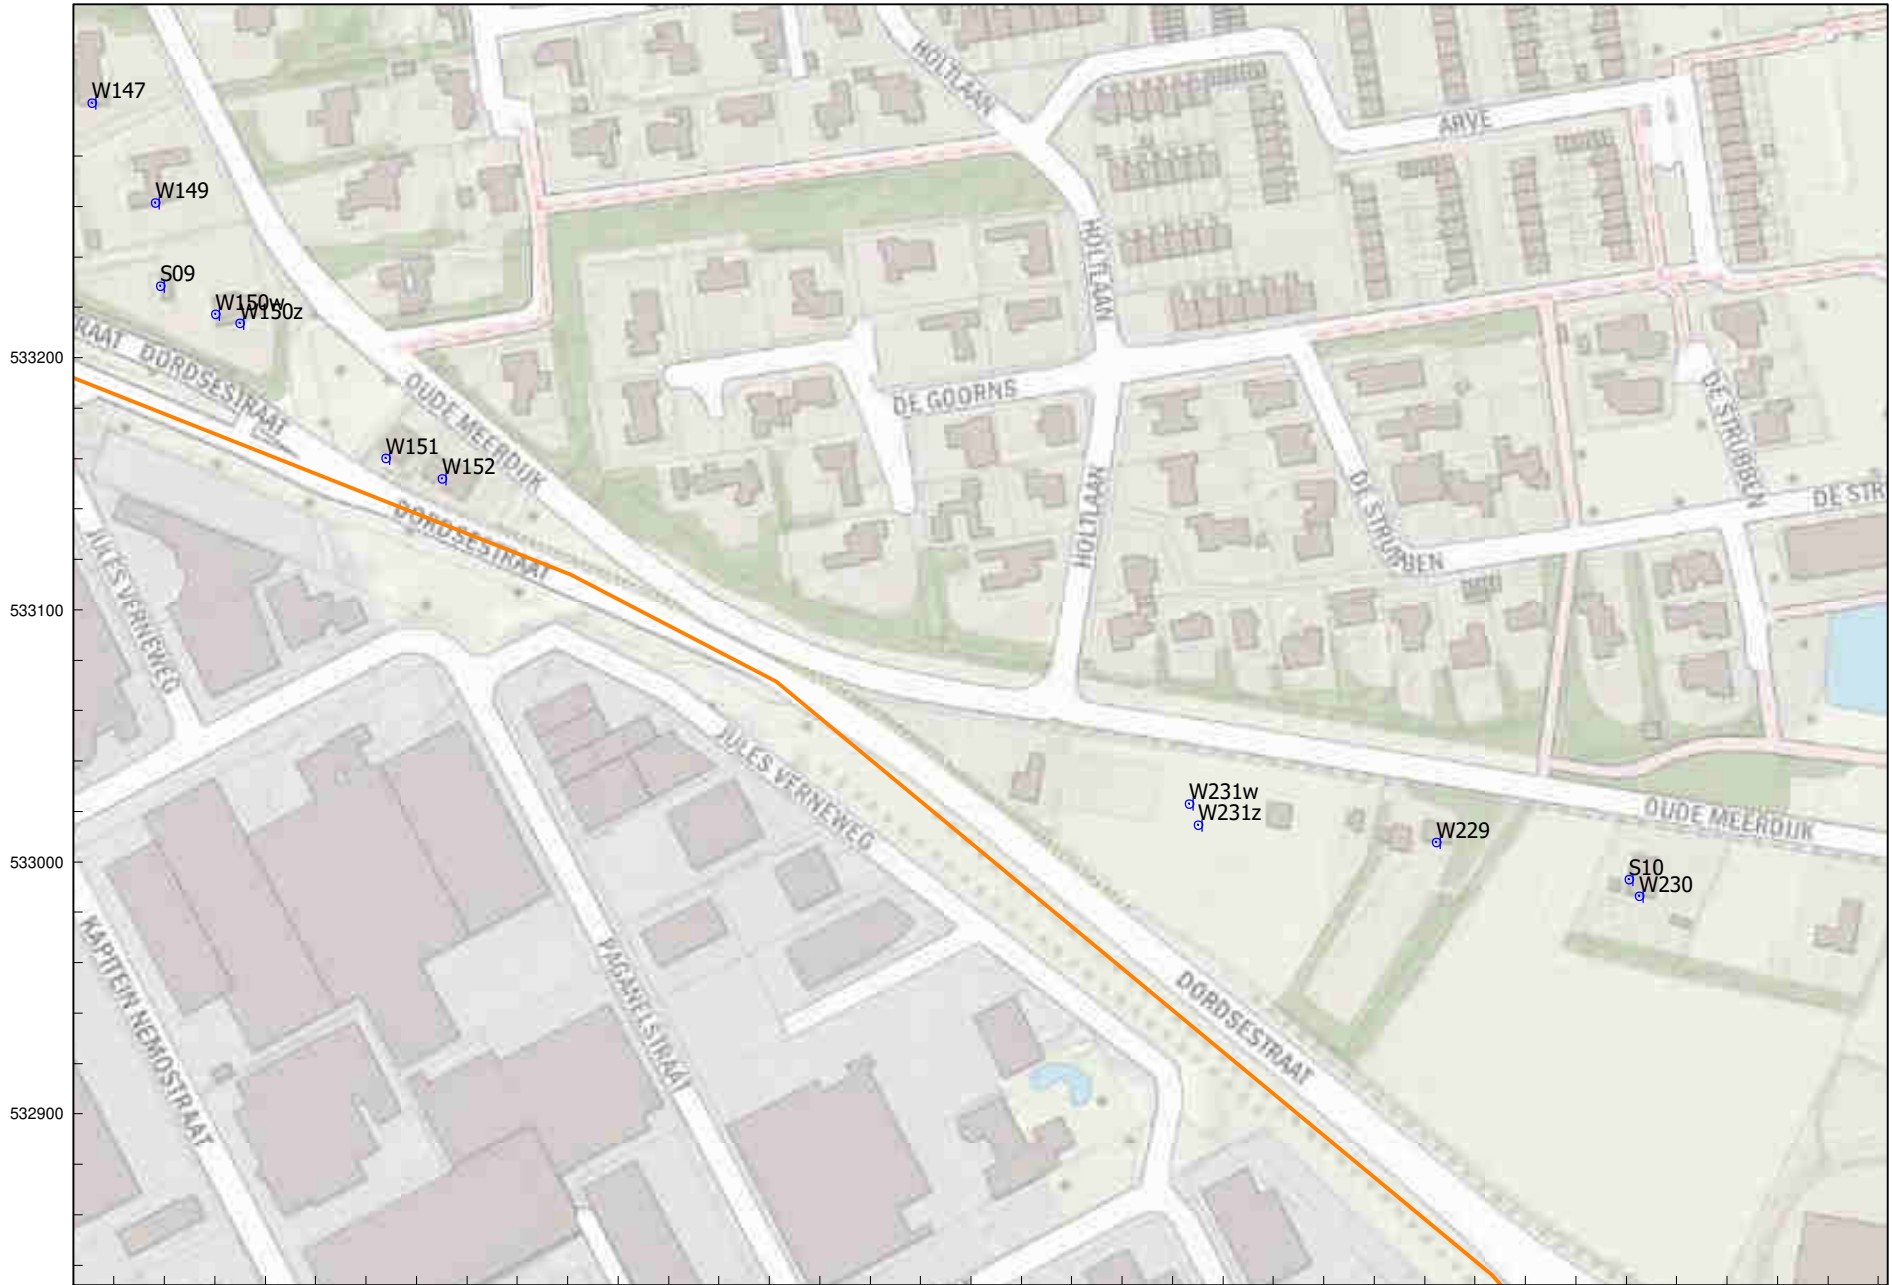 HOLTLAAN
W147
ARVE
W149
HOLTLAAN
S09
W150w
W150z
RAAT
DORDSESTRAAT
533200
OUDE MEERDIJK
DE GOORNS
DE STRUBBEN
W151
W152
DE STRUBBEN
DE STR
DORDSESTRAAT
HOLTLAAN
JULES VERNEWEG
533100
JULES VERNEWEG
W231w
W231z
W229
OUDE MEERDIJK
533000
S10
W230
KAPITEIN NEMOSTRAAT
PAGANELSTRAAT
DORDSESTRAAT
532900